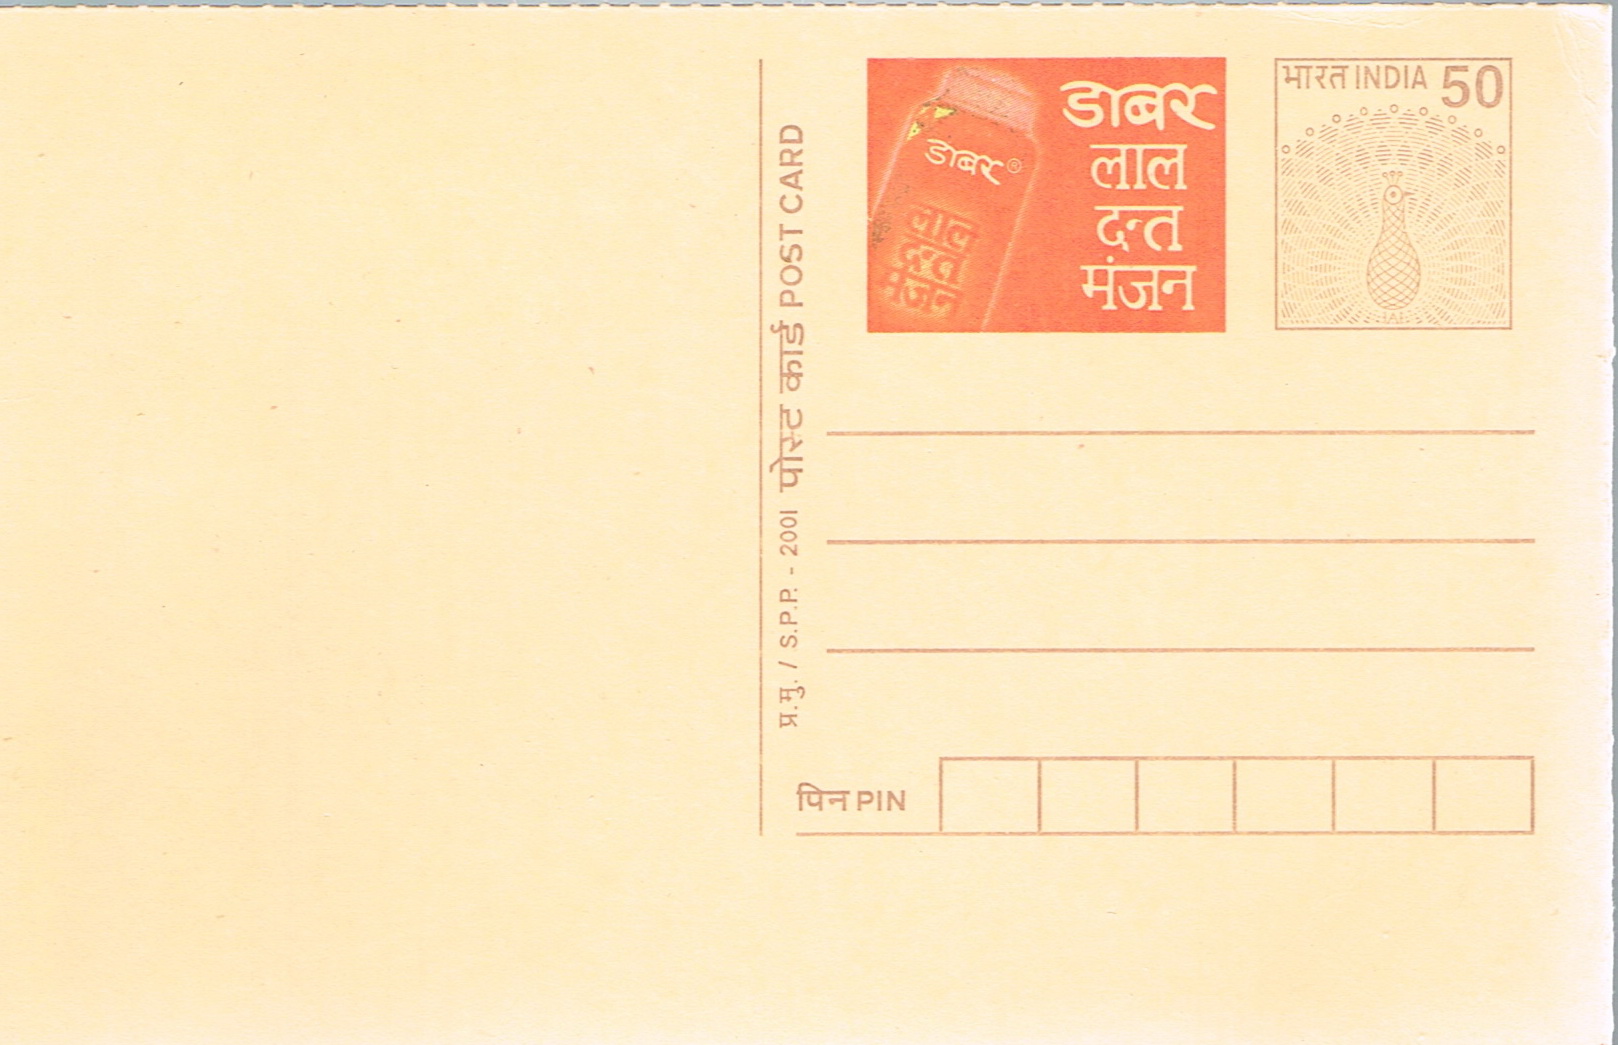 डाबर
लाल
दन्त
मंजन
डाबर®
लाल
दन्त
मंजन
भारत INDIA 50
प्र.मु. / S.P.P. - 2001 पोस्ट कार्ड POST CARD
पिन PIN